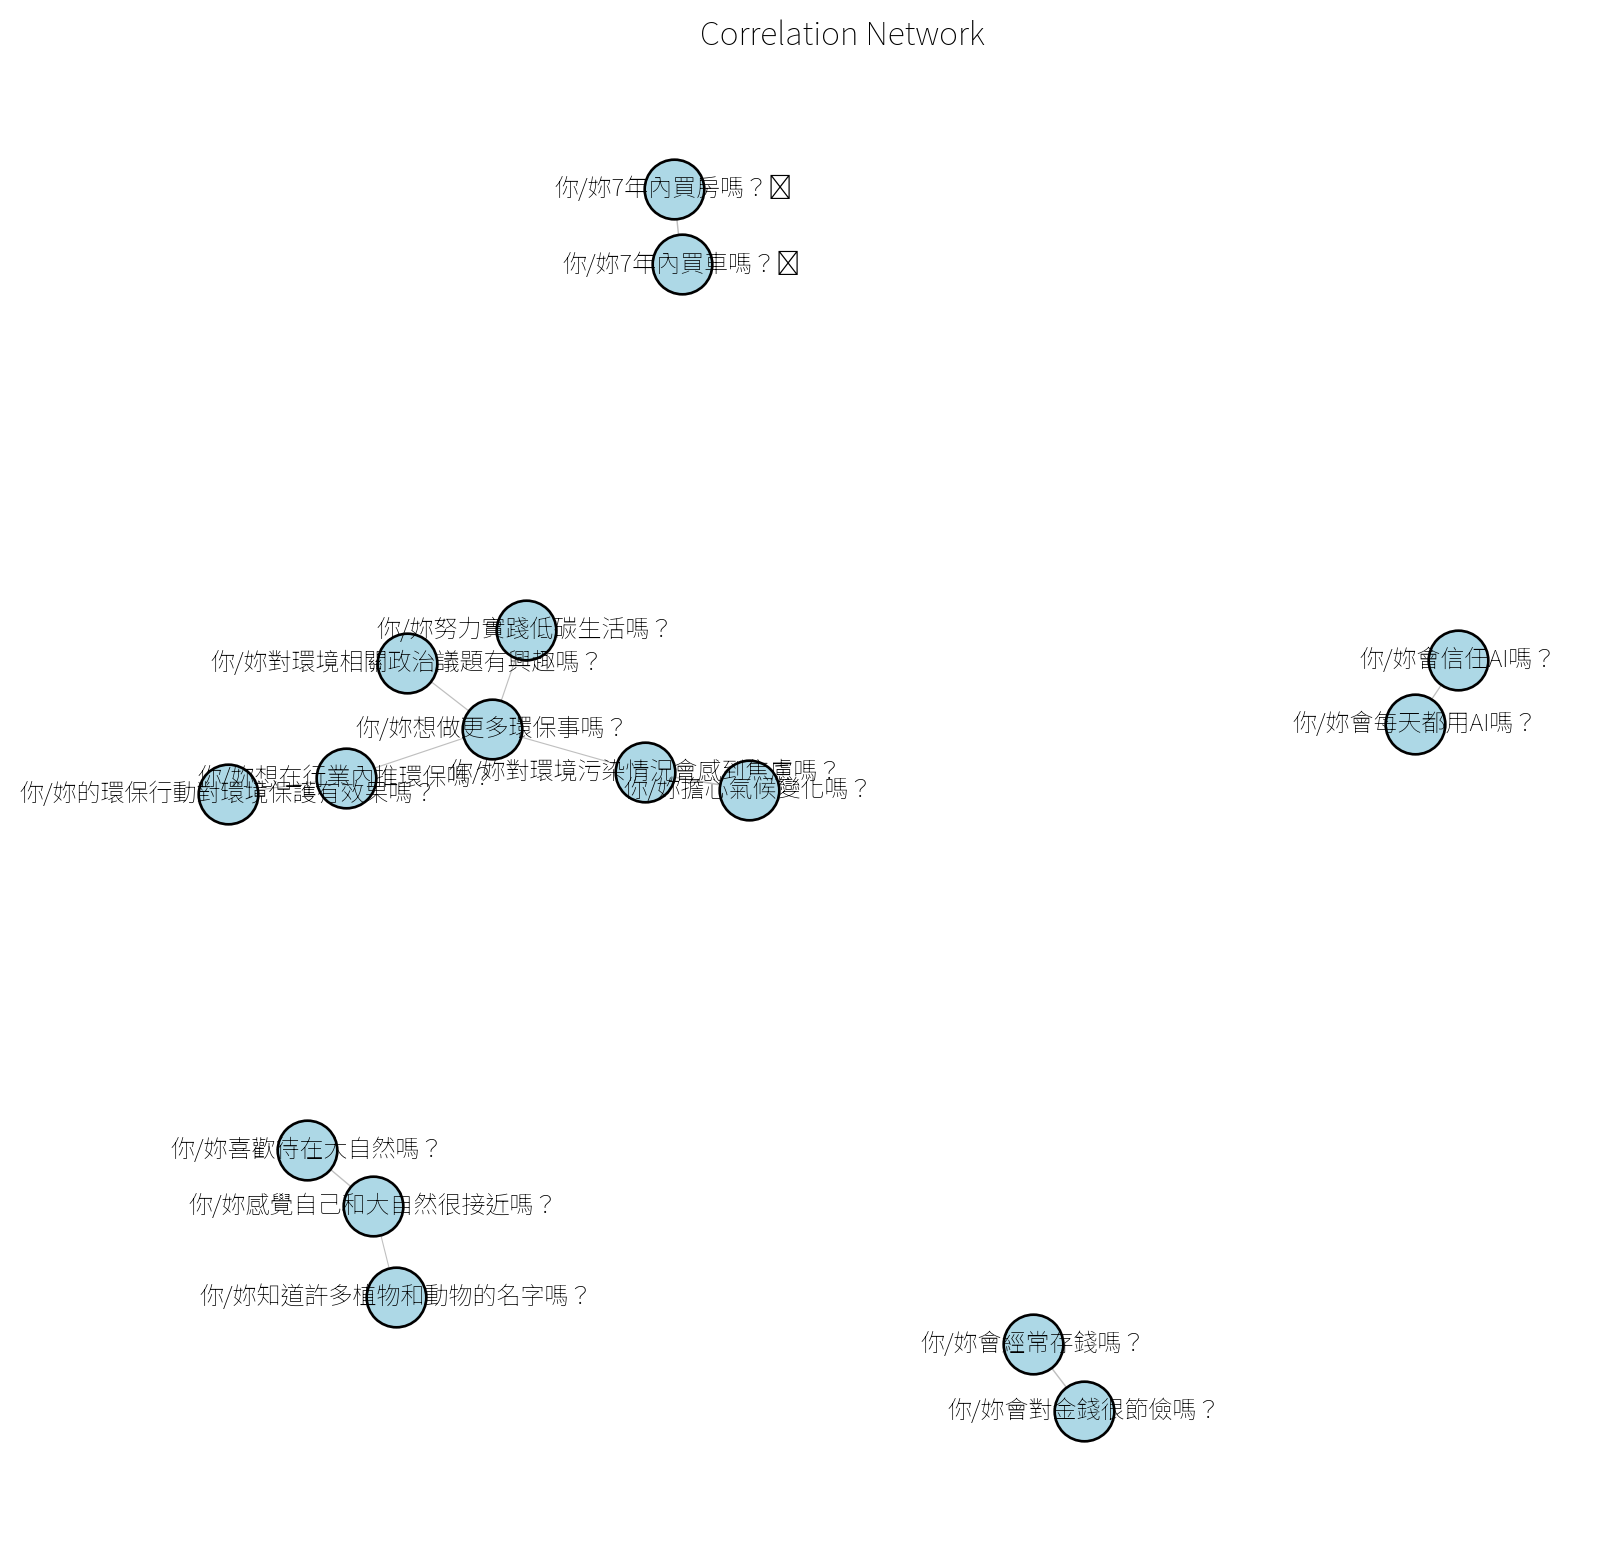 Correlation Network
你/妳7年內買房嗎？
你/妳7年內買車嗎？
你/妳努力實踐低碳生活嗎？
你/妳對環境相關政治議題有興趣嗎？
你/妳會信任AI嗎？
你/妳會每天都用AI嗎？
你/妳想做更多環保事嗎？
你/妳想在行業內推環保嗎？
你/妳對環境污染情況會感到焦慮嗎？
你/妳擔心氣候變化嗎？
你/妳的環保行動對環境保護有效果嗎？
你/妳喜歡待在大自然嗎？
你/妳感覺自己和大自然很接近嗎？
你/妳知道許多植物和動物的名字嗎？
你/妳會經常存錢嗎？
你/妳會對金錢很節儉嗎？